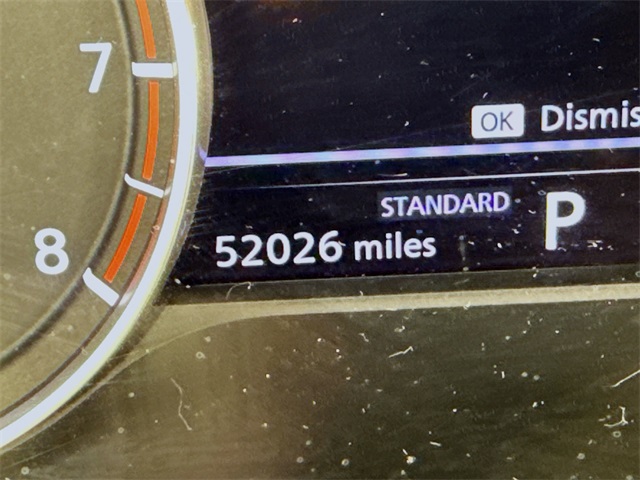 7
OK Dismis
STANDARD P
8
52026 miles